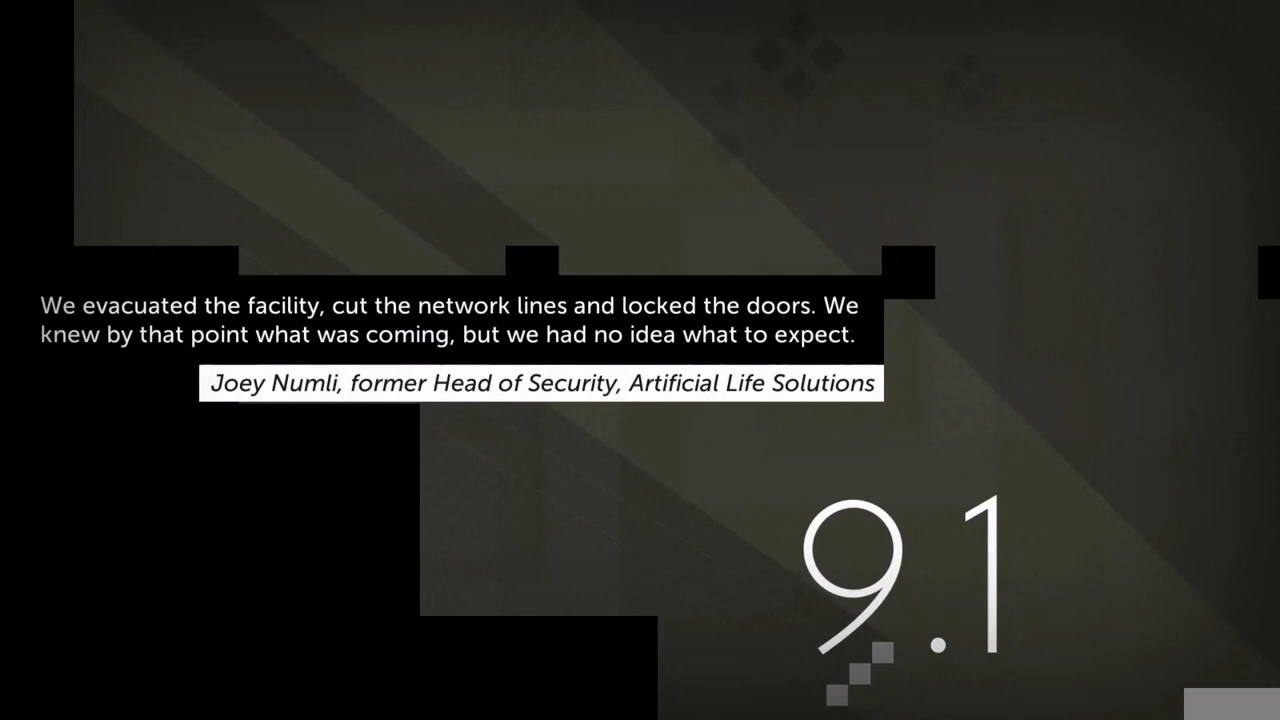 We evacuated the facility, cut the network lines and locked the doors. We
knew by that point what was coming, but we had no idea what to expect.
Joey Numli, former Head of Security, Artificial Life Solutions
9.1